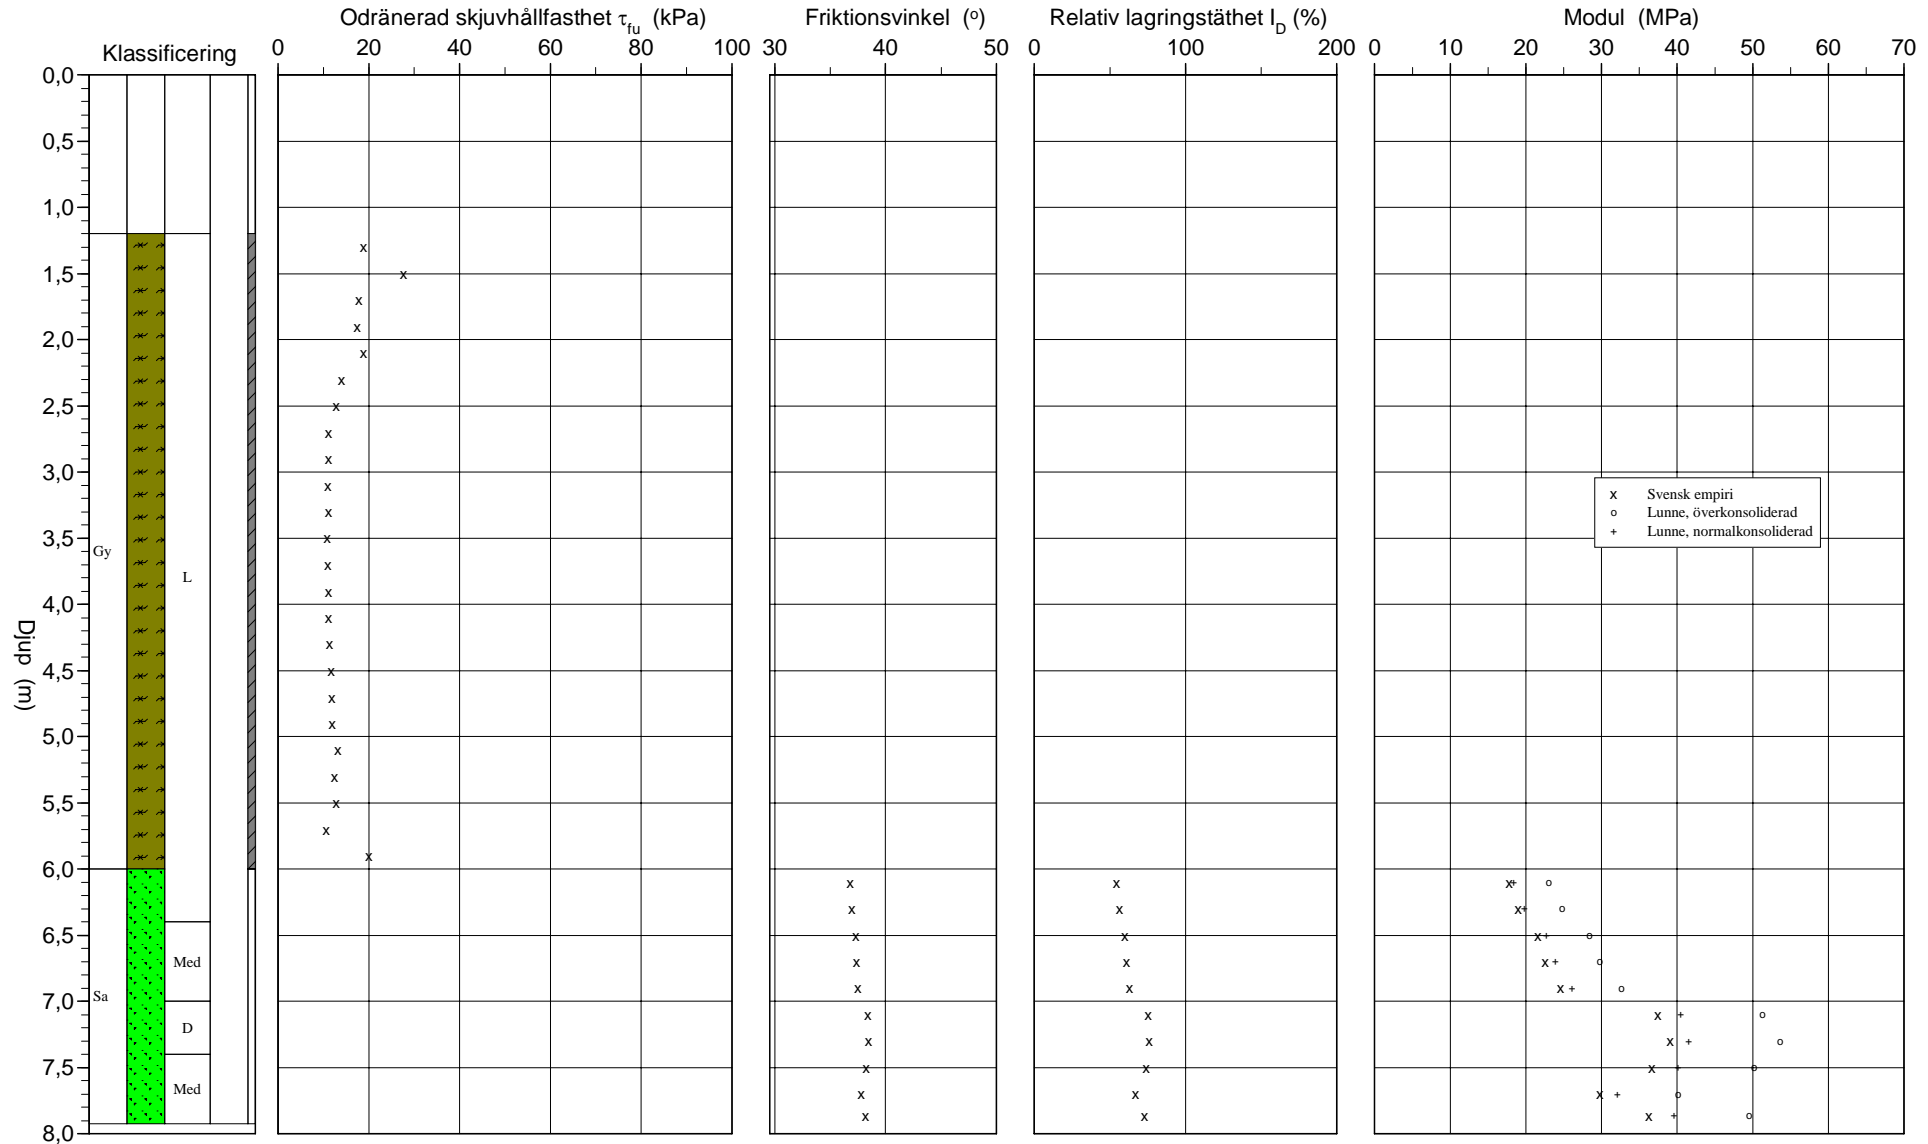 Odränerad skjuvhållfasthet τfu (kPa)
Friktionsvinkel (o)
Relativ lagringstäthet ID (%)
Modul (MPa)
Klassificering
0 20 40 60 80 100
30 40 50
0 100 200
0 10 20 30 40 50 60 70
0,0
0,5
1,0
1,5
2,0
2,5
3,0
3,5
4,0
4,5
5,0
5,5
6,0
6,5
7,0
7,5
8,0
Djup (m)
Gy
L
Sa
Med
D
Med
x Svensk empiri
o Lunne, överkonsoliderad
+ Lunne, normalkonsoliderad